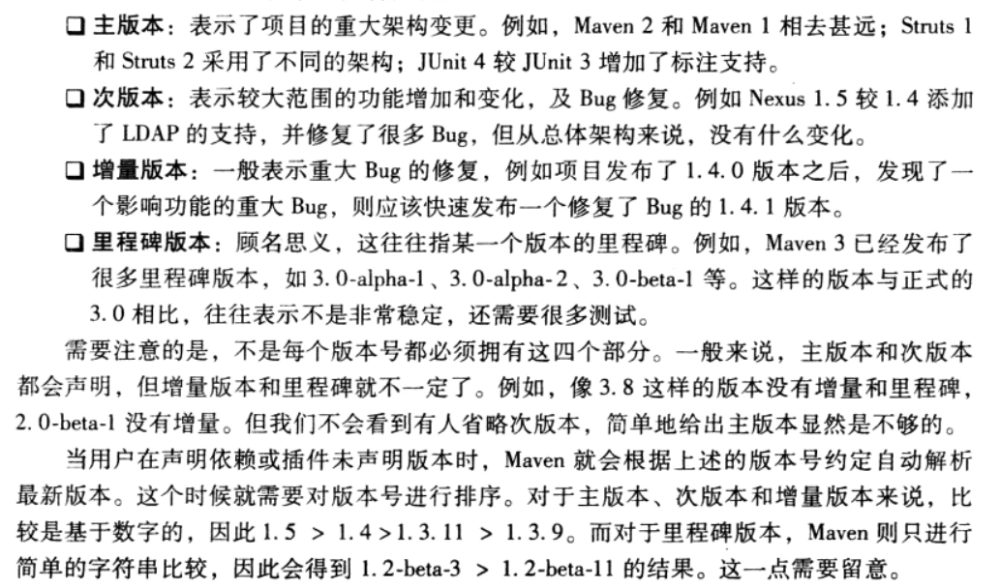 ❑ 主版本：表示了项目的重大架构变更。例如，Maven 2 和 Maven 1 相去甚远；Struts 1
和 Struts 2 采用了不同的架构；JUnit 4 较 JUnit 3 增加了标注支持。
❑ 次版本：表示较大范围的功能增加和变化，及 Bug 修复。例如 Nexus 1.5 较 1.4 添加
了 LDAP 的支持，并修复了很多 Bug，但从总体架构来说，没有什么变化。
❑ 增量版本：一般表示重大 Bug 的修复，例如项目发布了 1.4.0 版本之后，发现了一
个影响功能的重大 Bug，则应该快速发布一个修复了 Bug 的 1.4.1 版本。
❑ 里程碑版本：顾名思义，这往往指某一个版本的里程碑。例如，Maven 3 已经发布了
很多里程碑版本，如 3.0-alpha-1、3.0-alpha-2、3.0-beta-1 等。这样的版本与正式的
3.0 相比，往往表示不是非常稳定，还需要很多测试。
需要注意的是，不是每个版本号都必须拥有这四个部分。一般来说，主版本和次版本
都会声明，但增量版本和里程碑就不一定了。例如，像 3.8 这样的版本没有增量和里程碑，
2.0-beta-1 没有增量。但我们不会看到有人省略次版本，简单地给出主版本显然是不够的。
当用户在声明依赖或插件未声明版本时，Maven 就会根据上述的版本号约定自动解析
最新版本。这个时候就需要对版本号进行排序。对于主版本、次版本和增量版本来说，比
较是基于数字的，因此 1.5 > 1.4 >1.3.11 > 1.3.9。而对于里程碑版本，Maven 则只进行
简单的字符串比较，因此会得到 1.2-beta-3 > 1.2-beta-11 的结果。这一点需要留意。